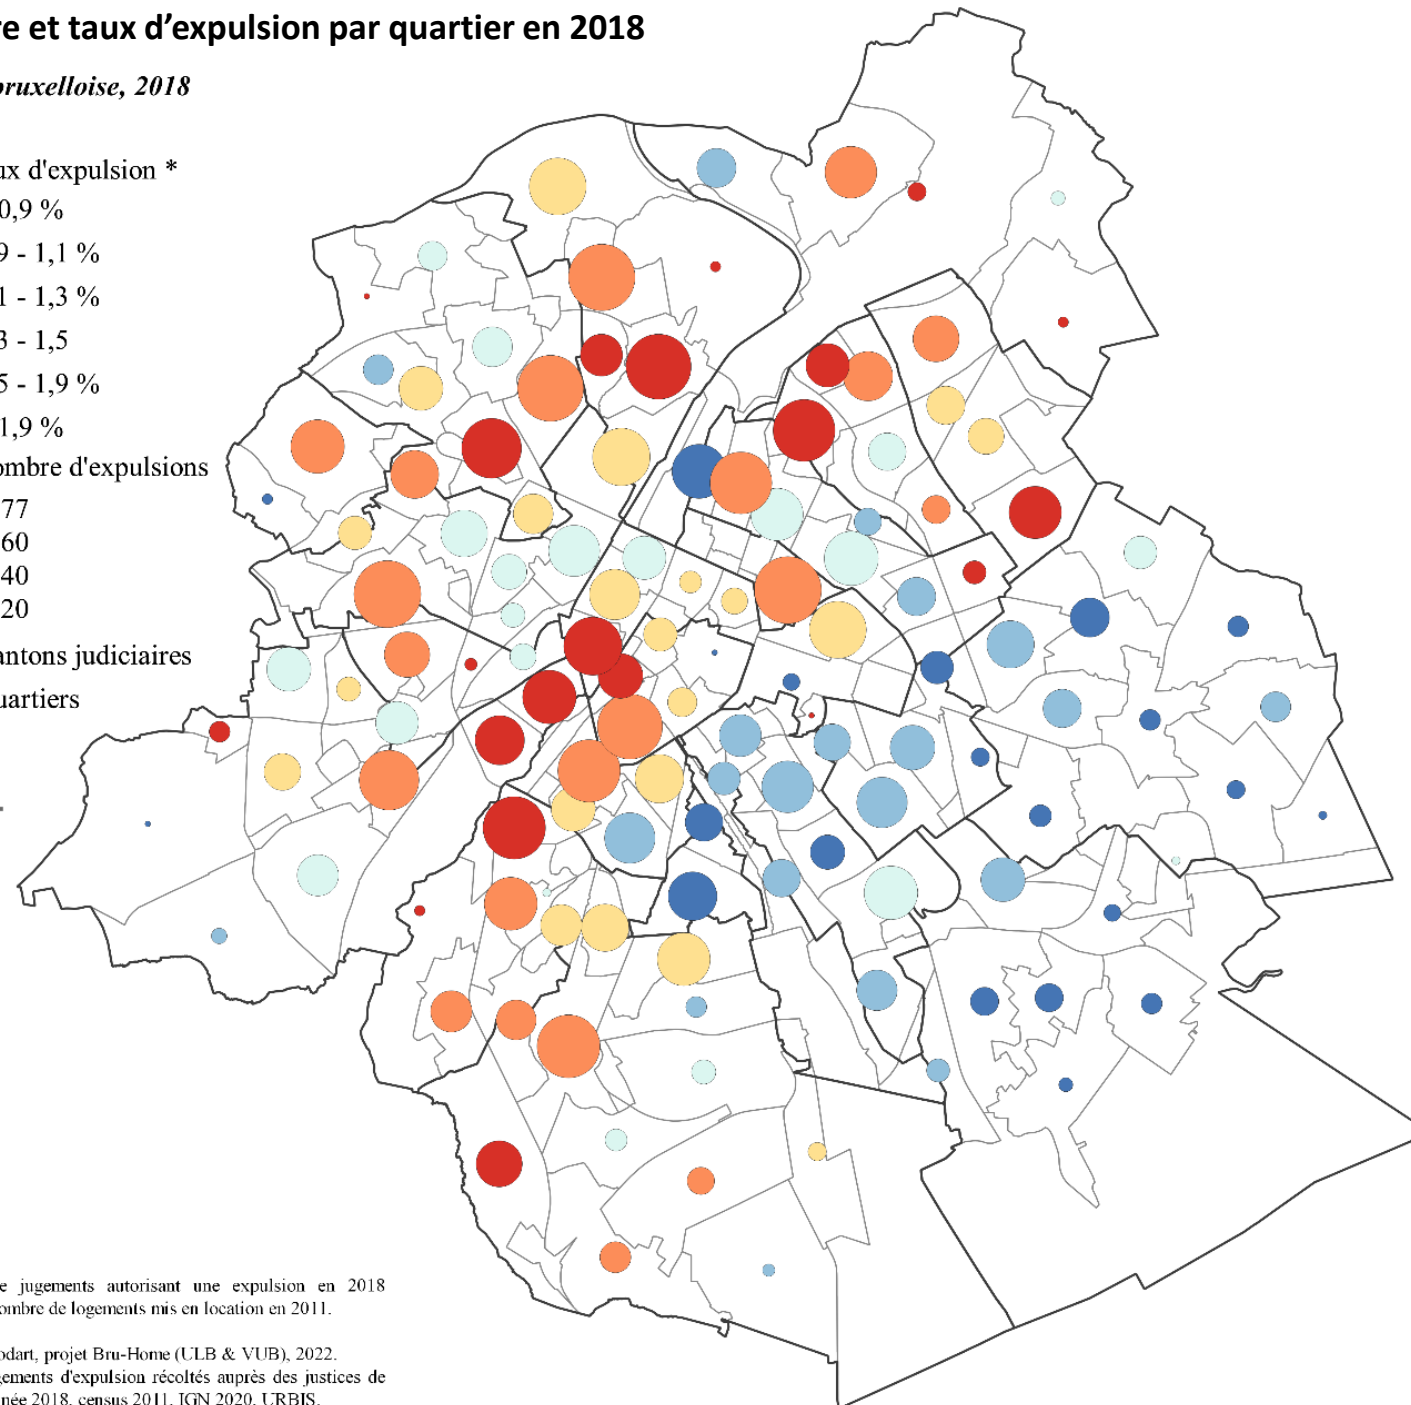 re et taux d'expulsion par quartier en 2018
bruxelloise, 2018
ux d'expulsion *
0,9 %
9 - 1,1 %
1 - 1,3 %
3 - 1,5
5 - 1,9 %
1,9 %
ombre d'expulsions
77
60
40
20
antons judiciaires
uartiers
e jugements autorisant une expulsion en 2018
ombre de logements mis en location en 2011.
odart, projet Bru-Home (ULB & VUB), 2022.
gements d'expulsion récoltés auprès des justices de
née 2018, census 2011, IGN 2020, URBIS.